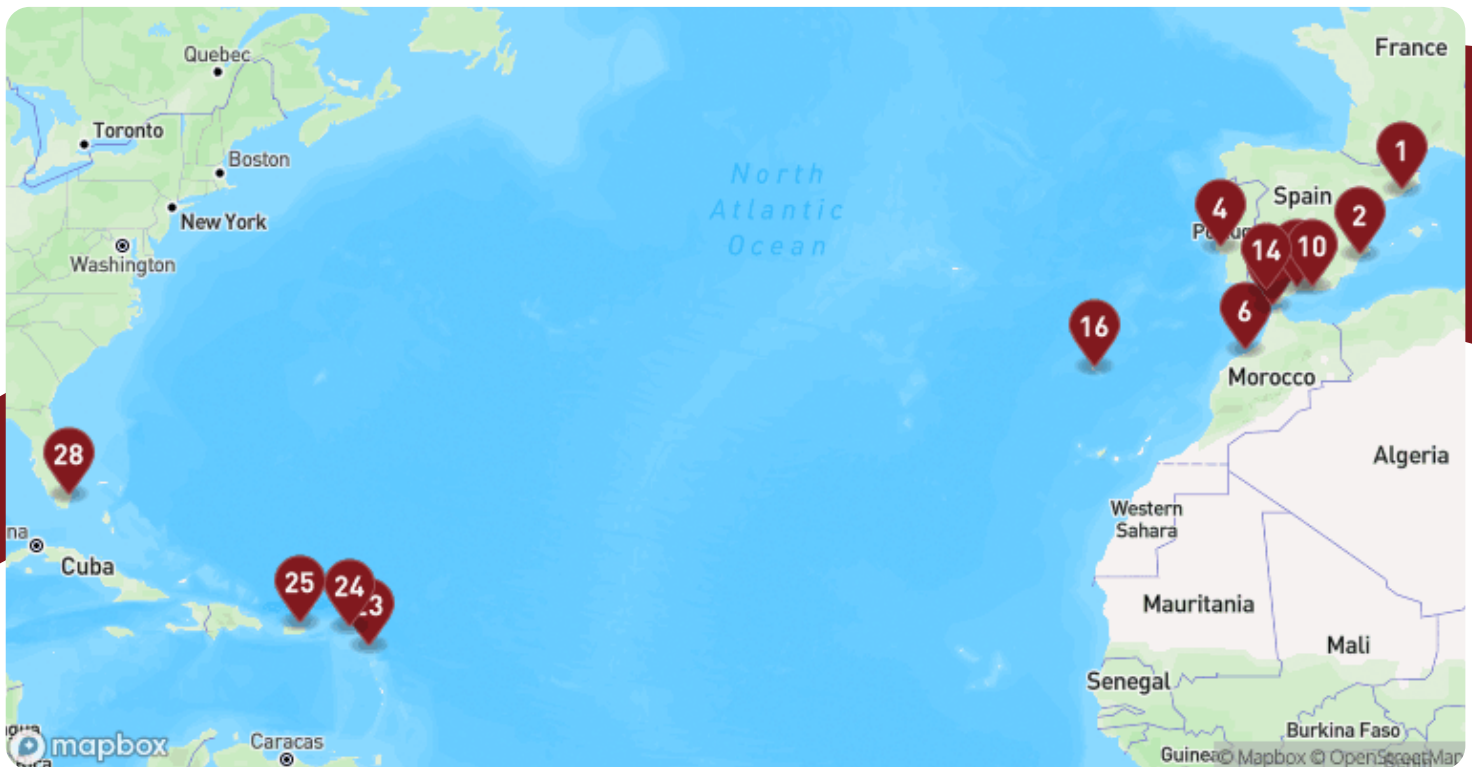 Quebec
France
Toronto
1
Boston
North
Spain
4
Atlantic
2
New York
Ocean
14
10
Washington
6
16
Morocco
28
Algeria
Western
Sahara
Cuba
25
24
Mauritania
Mali
Senegal
Burkina Faso
Caracas
mapbox
© Mapbox © OpenStreetMap